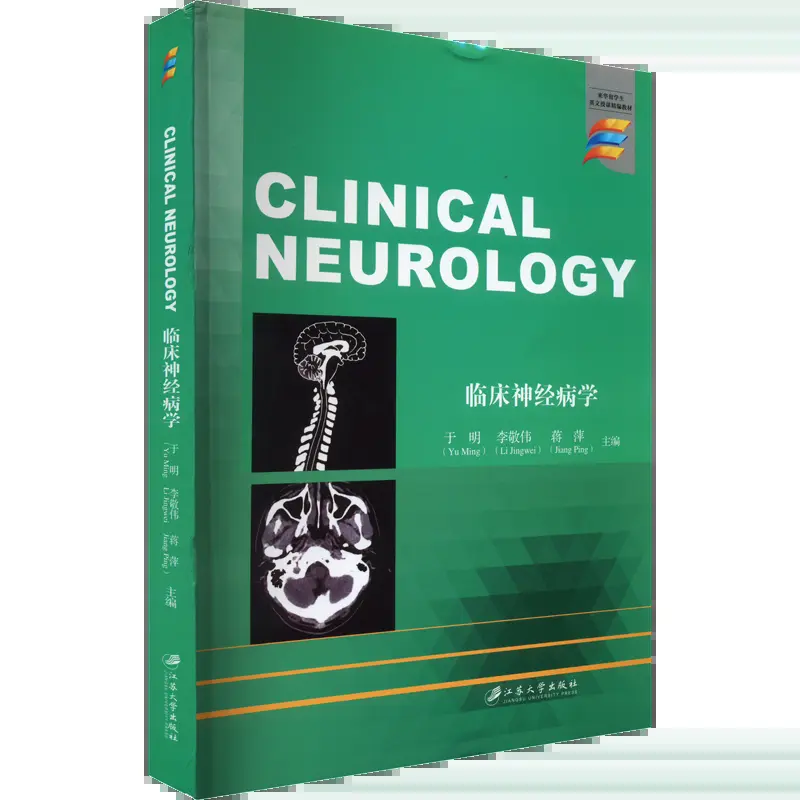 来华留学生
英文授课精编教材
CLINICAL
NEUROLOGY
临床神经病学
于 明 李敬伟 蒋 萍 主编
(Yu Ming) (Li Jingwei) (Jiang Ping)
江苏大学出版社
JIANGSU UNIVERSITY PRESS
CLINICAL NEUROLOGY
临床神经病学
于 明 李敬伟 蒋 萍 主编
(Yu Ming Li Jingwei Jiang Ping)
江苏大学出版社